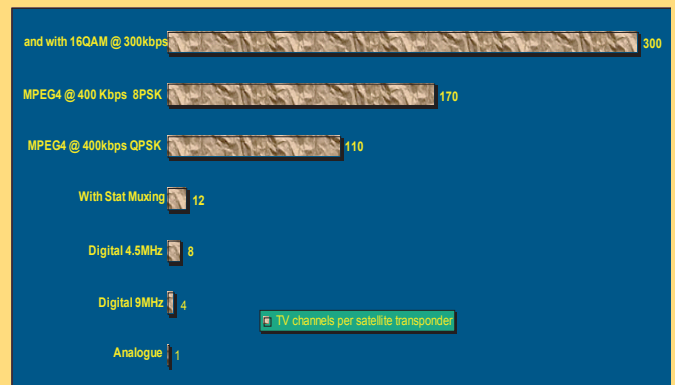 and with 16QAM @ 300kbps 300
MPEG4 @ 400 Kbps 8PSK 170
MPEG4 @ 400kbps QPSK 110
With Stat Muxing 12
Digital 4.5MHz 8
Digital 9MHz 4
TV channels per satellite transponder
Analogue 1